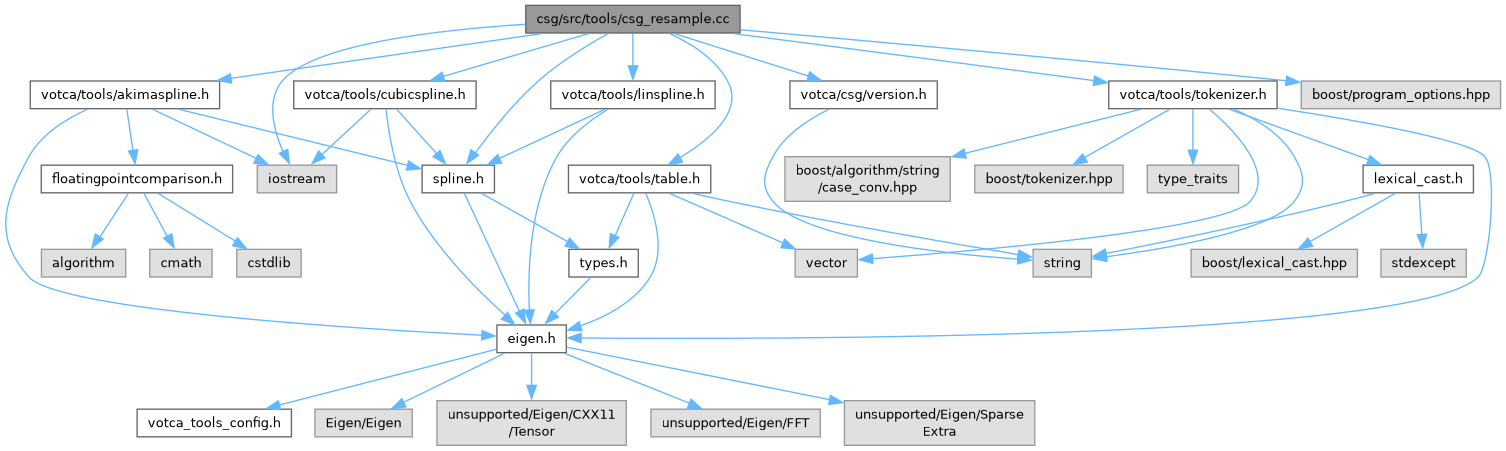 csg/src/tools/csg_resample.cc
votca/tools/akimaspline.h
votca/tools/cubicspline.h
votca/tools/linspline.h
votca/csg/version.h
votca/tools/tokenizer.h
boost/program_options.hpp
floatingpointcomparison.h
iostream
spline.h
votca/tools/table.h
boost/algorithm/string
/case_conv.hpp
boost/tokenizer.hpp
type_traits
lexical_cast.h
algorithm
cmath
cstdlib
types.h
vector
string
boost/lexical_cast.hpp
stdexcept
eigen.h
votca_tools_config.h
Eigen/Eigen
unsupported/Eigen/CXX11
/Tensor
unsupported/Eigen/FFT
unsupported/Eigen/Sparse
Extra